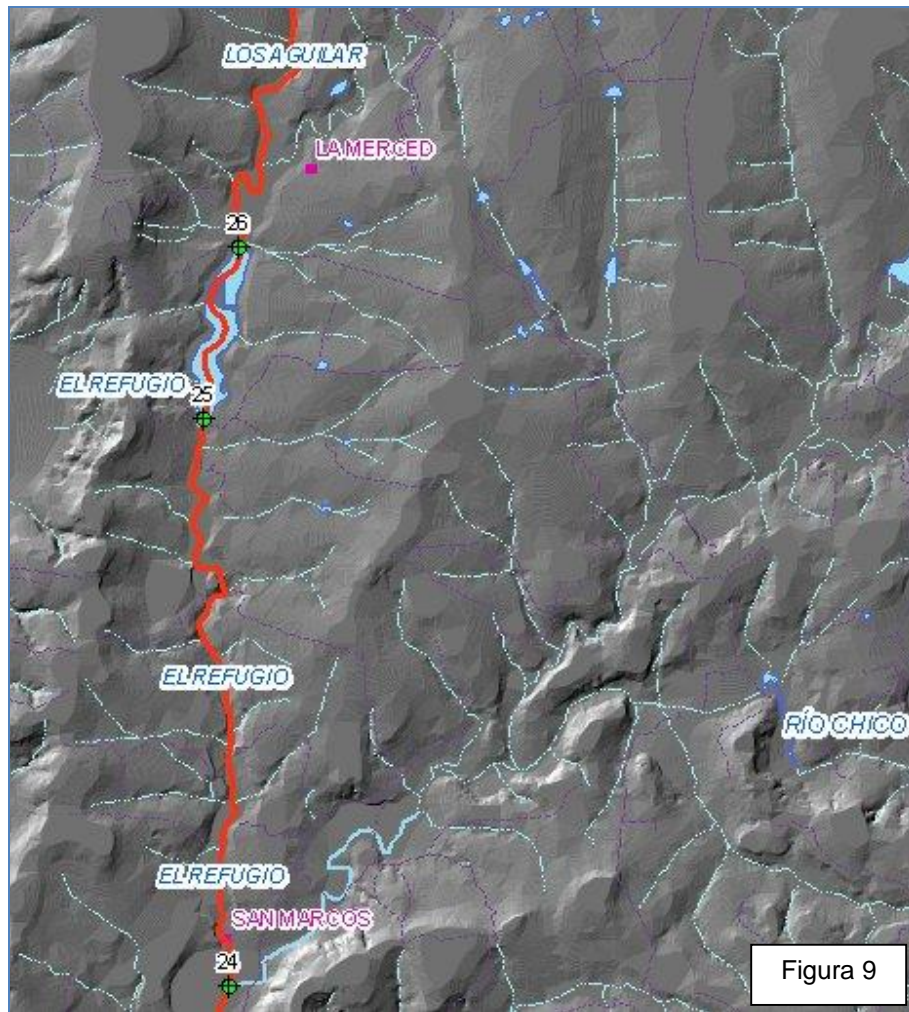 LOS AGUILAR
LA MERCED
26
EL REFUGIO
25
EL REFUGIO
RÍO CHICO
EL REFUGIO
SAN MARCOS
24
Figura 9